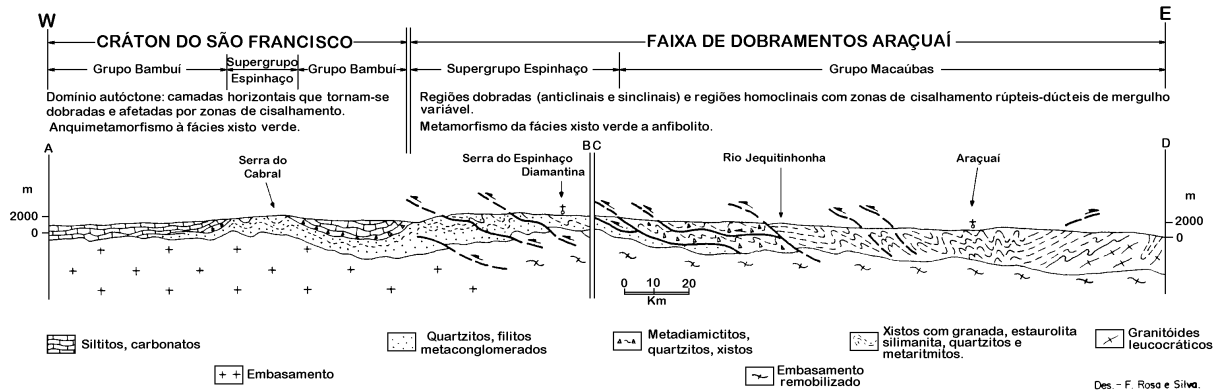 W
E
CRÁTON DO SÃO FRANCISCO
FAIXA DE DOBRAMENTOS ARAÇUAÍ
Grupo Bambuí
Supergrupo
Espinhaço
Grupo Bambuí
Supergrupo Espinhaço
Grupo Macaúbas
Domínio autóctone: camadas horizontais que tornam-se
dobradas e afetadas por zonas de cisalhamento.
Anquimetamorfismo à fácies xisto verde.
Regiões dobradas (anticlinais e sinclinais) e regiões homoclinais com zonas de cisalhamento rúpteis-dúcteis de mergulho
variável.
Metamorfismo da fácies xisto verde a anfibolito.
A
B
C
D
Serra do
Cabral
Serra do Espinhaço
Diamantina
Rio Jequitinhonha
Araçuaí
m
2000
0
m
2000
0
0 10 20
Km
Siltitos, carbonatos
Quartzitos, filitos
metaconglomerados
Metadiamictitos,
quartzitos, xistos
Xistos com granada, estaurolita
silimanita, quartzitos e
metaritmitos.
Granitóides
leucocráticos
Embasamento
Embasamento
remobilizado
Des.- F. Rosa e Silva.